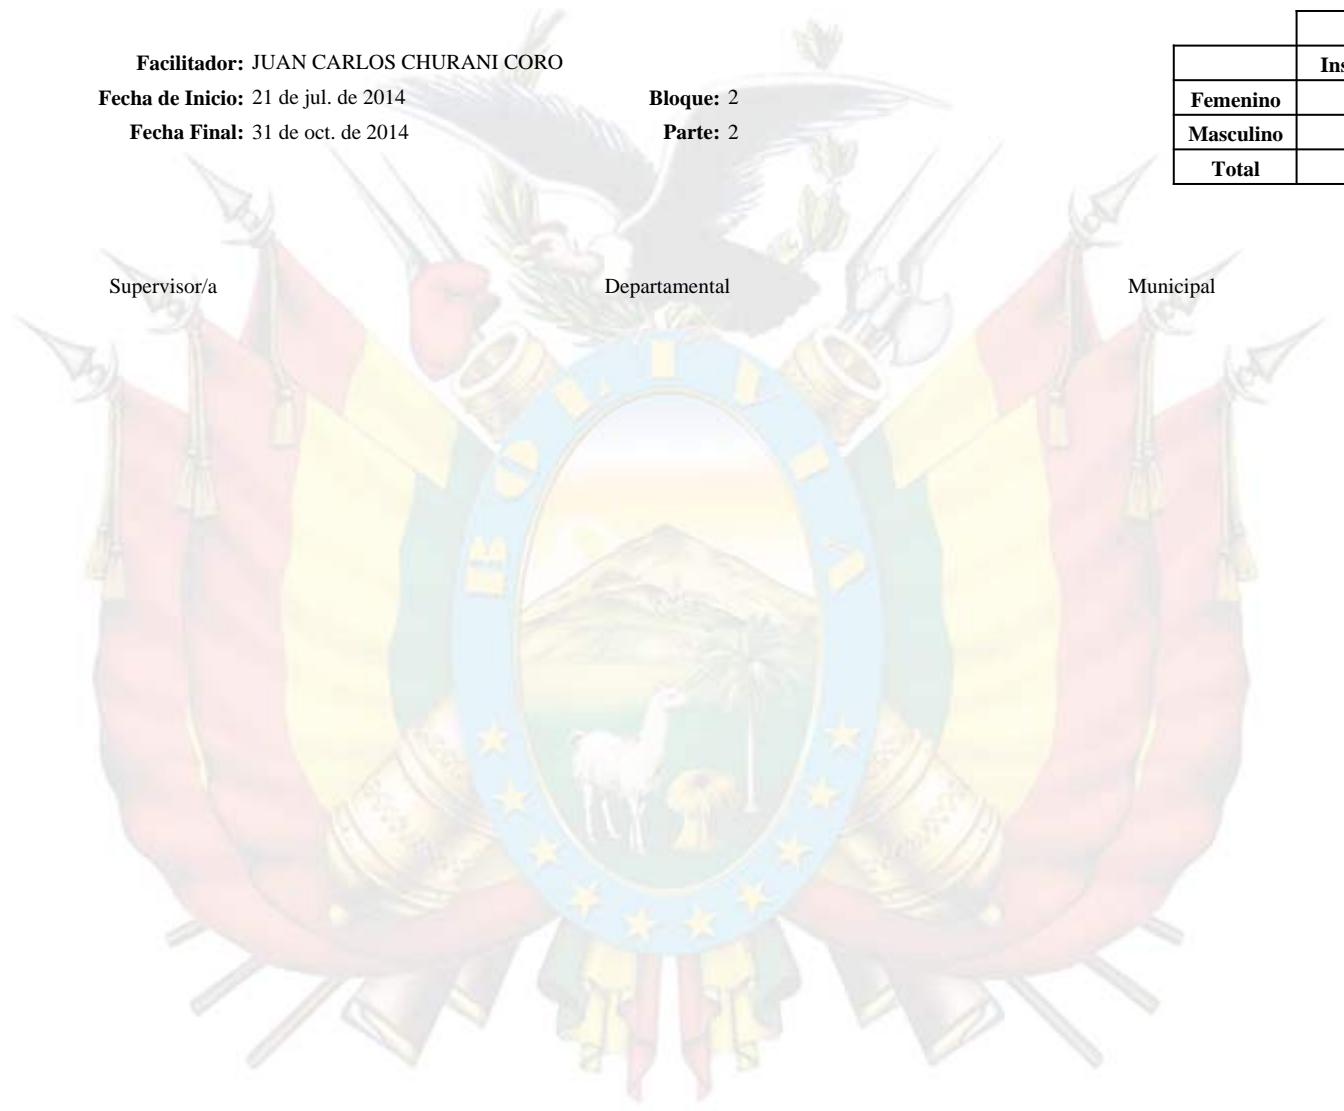 Facilitador: JUAN CARLOS CHURANI CORO
Fecha de Inicio: 21 de jul. de 2014 Bloque: 2
Fecha Final: 31 de oct. de 2014 Parte: 2
Femenino
Masculino
Total
Supervisor/a Departamental Municipal
BOLIVIA